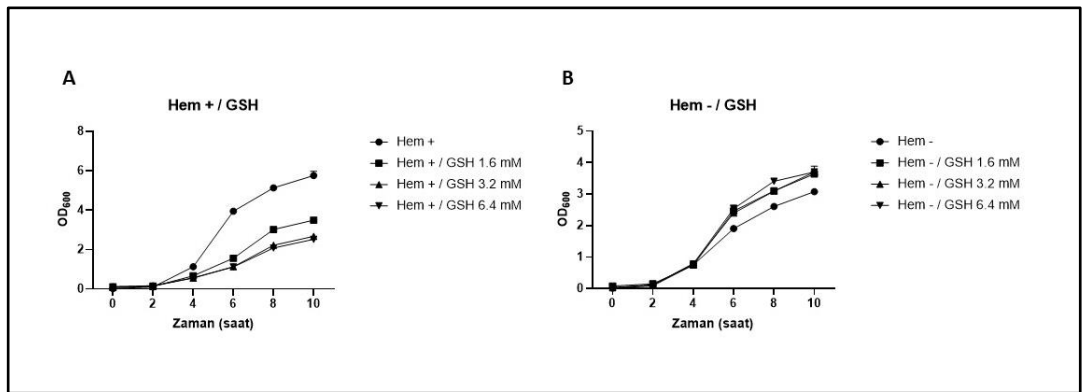 A
Hem + / GSH
8
6
4
2
0
OD600
0 2 4 6 8 10
Zaman (saat)
Hem +
Hem + / GSH 1.6 mM
Hem + / GSH 3.2 mM
Hem + / GSH 6.4 mM
B
Hem - / GSH
5
4
3
2
1
0
OD600
0 2 4 6 8 10
Zaman (saat)
Hem -
Hem - / GSH 1.6 mM
Hem - / GSH 3.2 mM
Hem - / GSH 6.4 mM